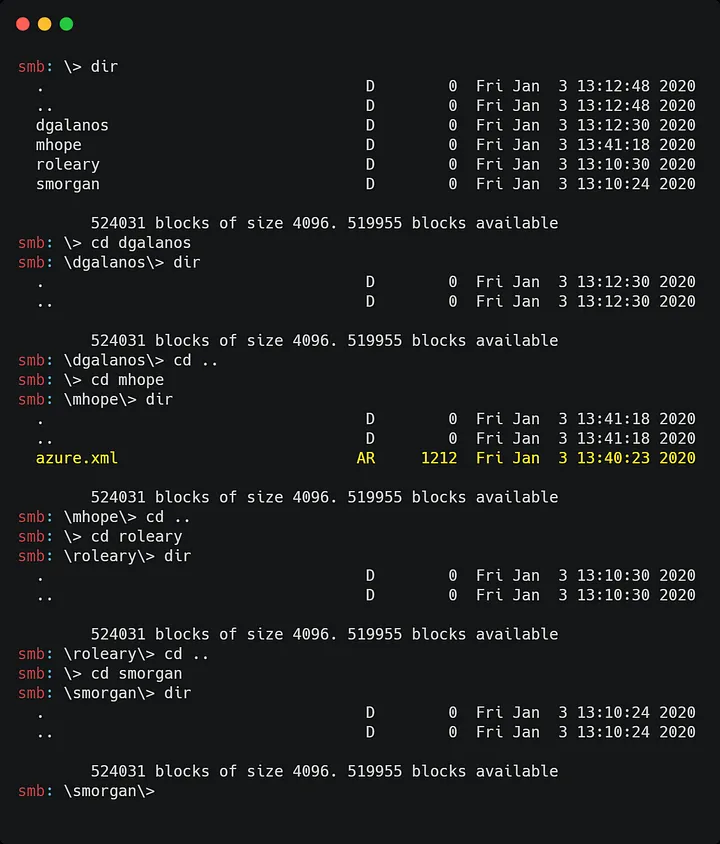 smb: \> dir
  .                                   D        0  Fri Jan  3 13:12:48 2020
  ..                                  D        0  Fri Jan  3 13:12:48 2020
  dgalanos                            D        0  Fri Jan  3 13:12:30 2020
  mhope                               D        0  Fri Jan  3 13:41:18 2020
  roleary                             D        0  Fri Jan  3 13:10:30 2020
  smorgan                             D        0  Fri Jan  3 13:10:24 2020

        524031 blocks of size 4096. 519955 blocks available
smb: \> cd dgalanos
smb: \dgalanos\> dir
  .                                   D        0  Fri Jan  3 13:12:30 2020
  ..                                  D        0  Fri Jan  3 13:12:30 2020

        524031 blocks of size 4096. 519955 blocks available
smb: \dgalanos\> cd ..
smb: \> cd mhope
smb: \mhope\> dir
  .                                   D        0  Fri Jan  3 13:41:18 2020
  ..                                  D        0  Fri Jan  3 13:41:18 2020
  azure.xml                          AR     1212  Fri Jan  3 13:40:23 2020

        524031 blocks of size 4096. 519955 blocks available
smb: \mhope\> cd ..
smb: \> cd roleary
smb: \roleary\> dir
  .                                   D        0  Fri Jan  3 13:10:30 2020
  ..                                  D        0  Fri Jan  3 13:10:30 2020

        524031 blocks of size 4096. 519955 blocks available
smb: \roleary\> cd ..
smb: \> cd smorgan
smb: \smorgan\> dir
  .                                   D        0  Fri Jan  3 13:10:24 2020
  ..                                  D        0  Fri Jan  3 13:10:24 2020

        524031 blocks of size 4096. 519955 blocks available
smb: \smorgan\>